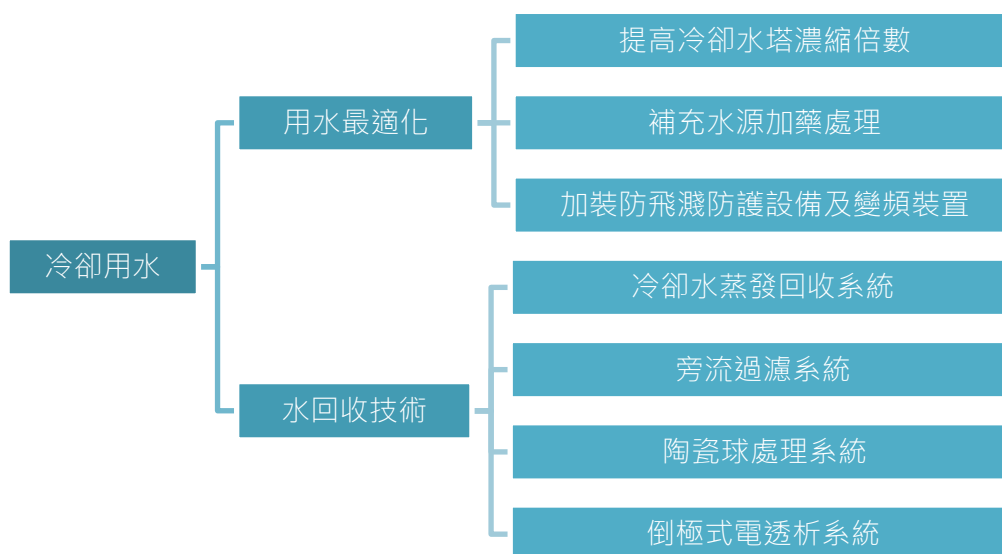 冷卻用水
用水最適化
提高冷卻水塔濃縮倍數
補充水源加藥處理
加裝防飛濺防護設備及變頻裝置
水回收技術
冷卻水蒸發回收系統
旁流過濾系統
陶瓷球處理系統
倒極式電透析系統